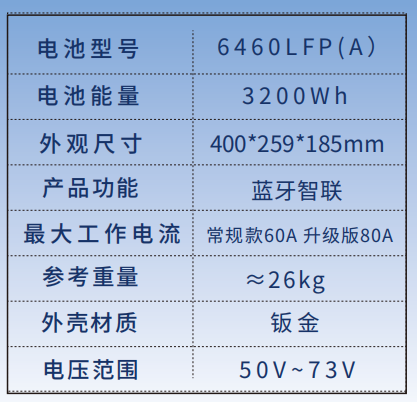 电池型号 6460LFP(A）
电池能量 3200Wh
外观尺寸 400*259*185mm
产品功能 蓝牙智联
最大工作电流 常规款60A 升级版80A
参考重量 ≈26kg
外壳材质 钣金
电压范围 50V~73V